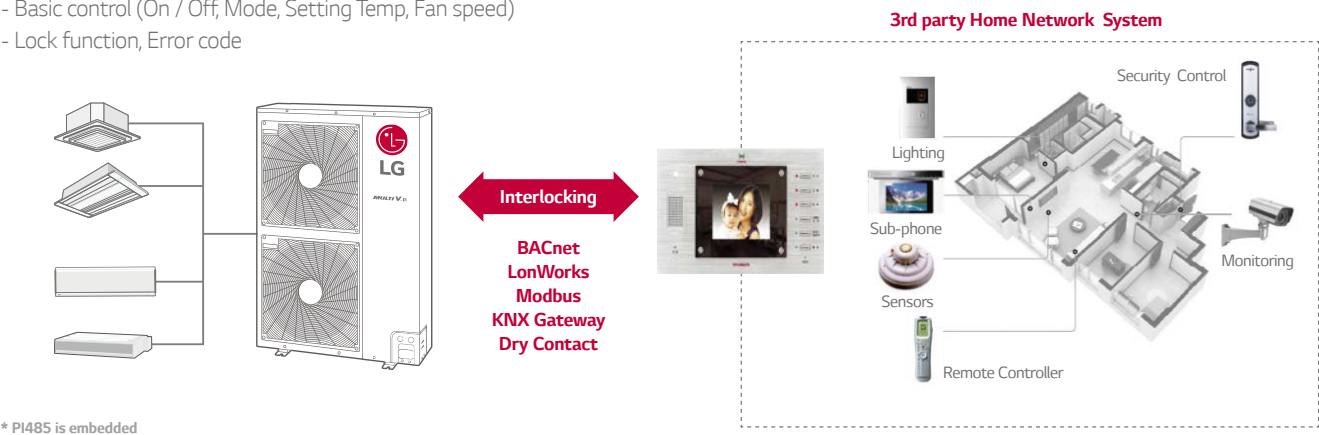 - Basic control (On / Off, Mode, Setting Temp, Fan speed)
- Lock function, Error code
3rd party Home Network System
LG
MULTI V. S
Interlocking
BACnet
LonWorks
Modbus
KNX Gateway
Dry Contact
Lighting
Sub-phone
Sensors
Remote Controller
Security Control
Monitoring
* PI485 is embedded